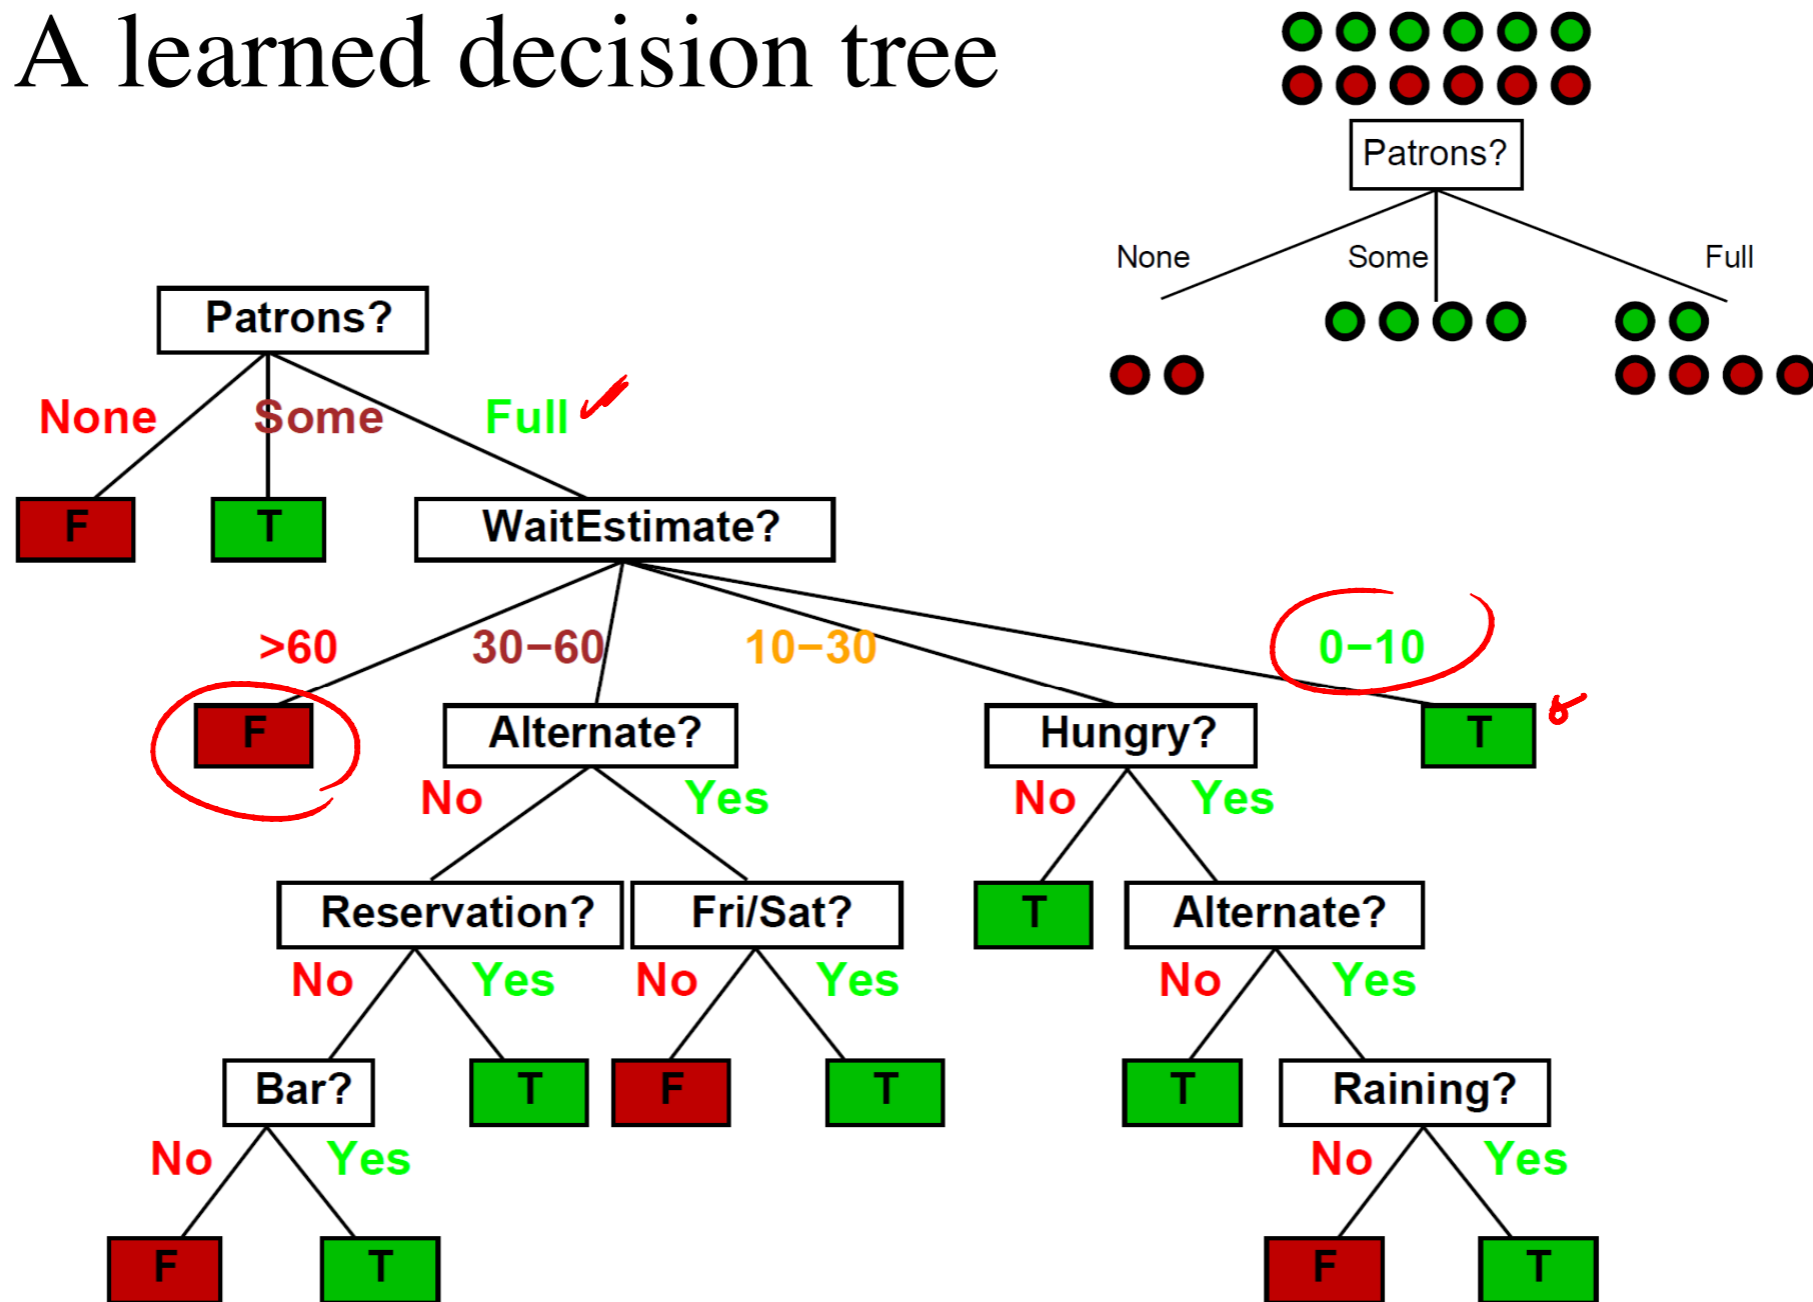 A learned decision tree
Patrons?
None Some Full
Patrons?
None Some Full
F T WaitEstimate?
>60 30–60 10–30 0–10
F Alternate? Hungry? T
No Yes No Yes
Reservation? Fri/Sat? T Alternate?
No Yes No Yes No Yes
Bar? T F T T Raining?
No Yes No Yes
F T F T